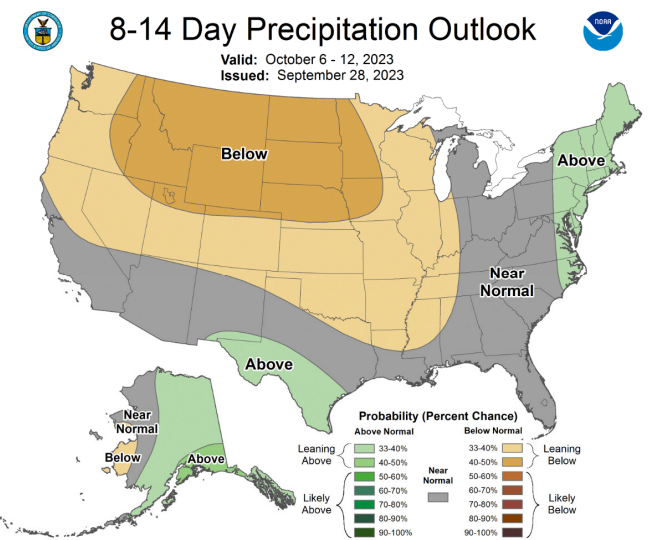 8-14 Day Precipitation Outlook
NOAA
Valid: October 6 - 12, 2023
Issued: September 28, 2023
Below
Above
Near
Normal
Above
Near
Normal
Below
Above
Probability (Percent Chance)
Above Normal
Below Normal
Leaning
Above
33-40%
40-50%
50-60%
60-70%
70-80%
80-90%
90-100%
Likely
Above
Near
Normal
33-40%
40-50%
50-60%
60-70%
70-80%
80-90%
90-100%
Leaning
Below
Likely
Below